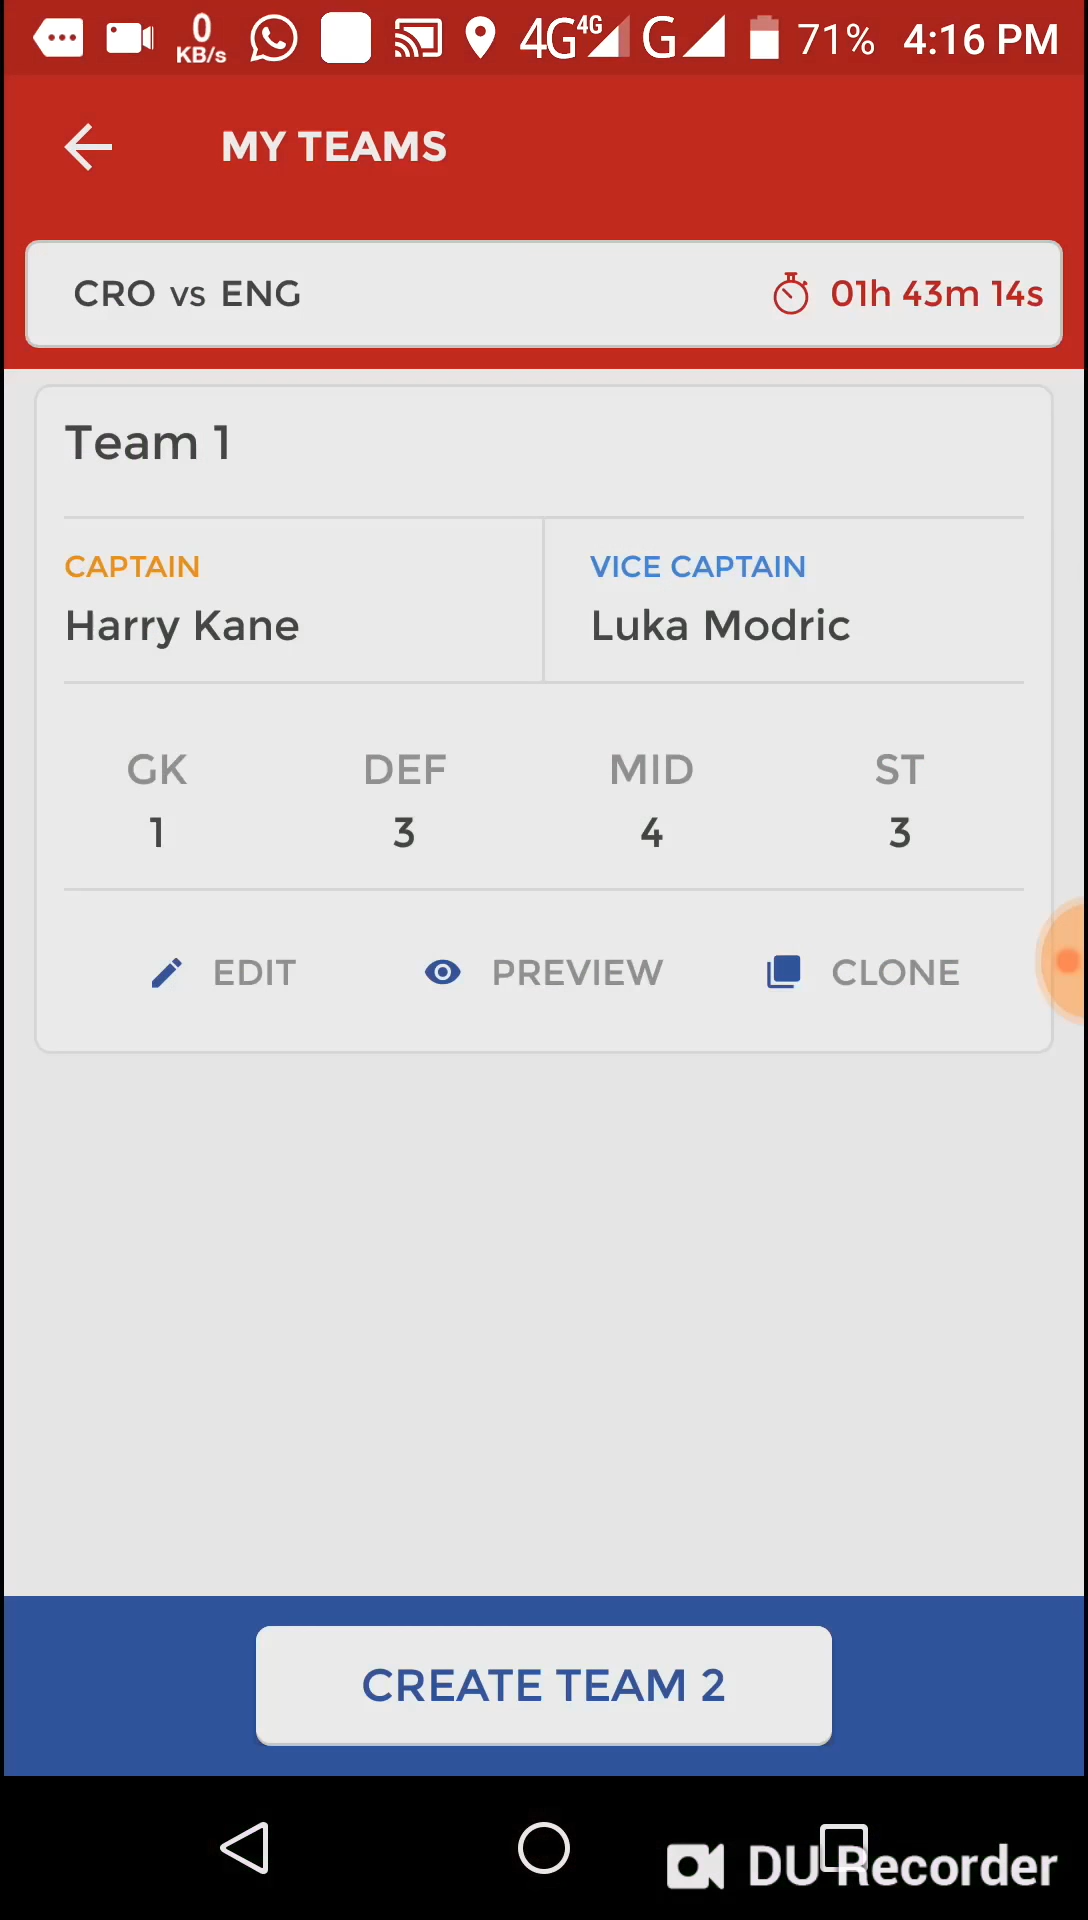 0 KB/s 4G 4G G 71% 4:16 PM
MY TEAMS
CRO vs ENG 01h 43m 14s
Team 1
CAPTAIN VICE CAPTAIN
Harry Kane Luka Modric
GK DEF MID ST
1 3 4 3
EDIT PREVIEW CLONE
CREATE TEAM 2
DU Recorder